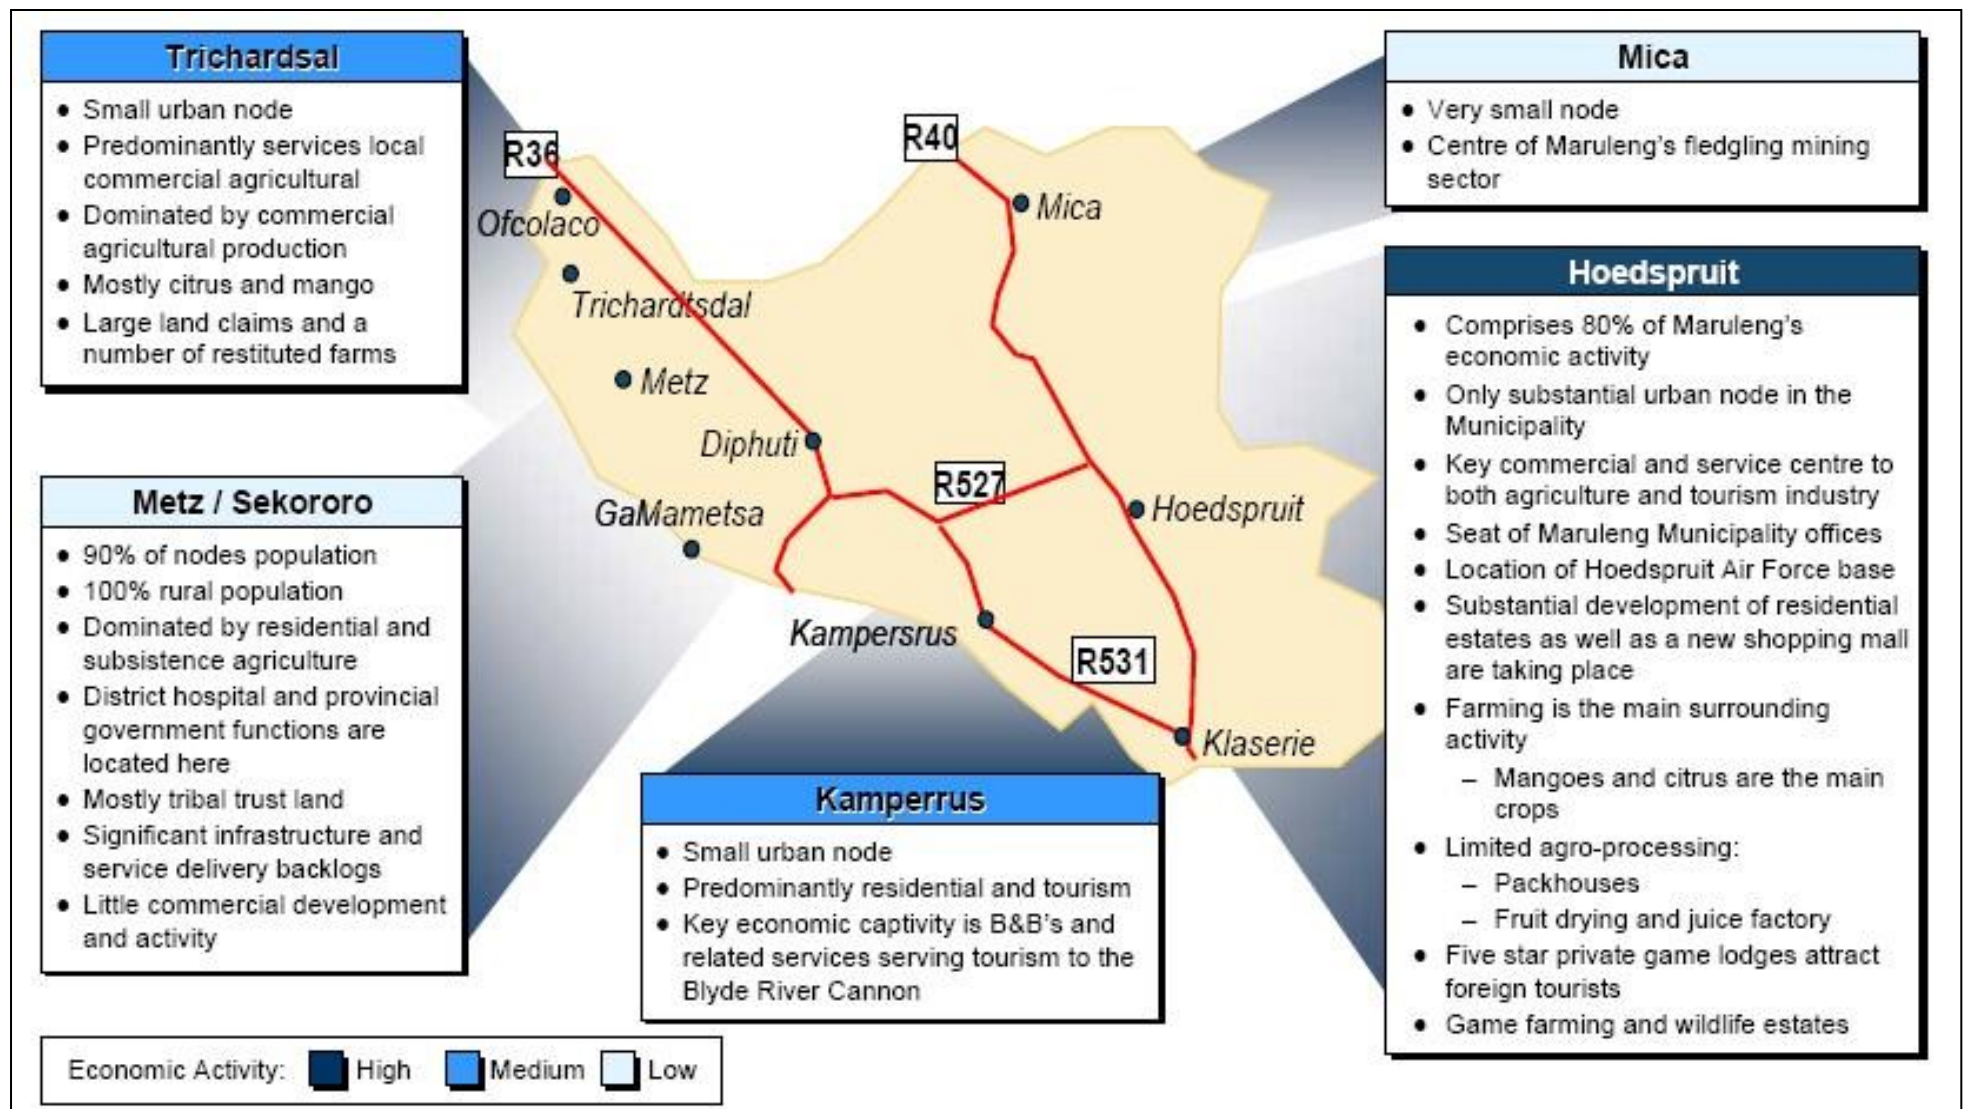 Trichardsal
• Small urban node
• Predominantly services local
commercial agricultural
• Dominated by commercial
agricultural production
• Mostly citrus and mango
• Large land claims and a
number of restituted farms
Metz / Sekororo
• 90% of nodes population
• 100% rural population
• Dominated by residential and
subsistence agriculture
• District hospital and provincial
government functions are
located here
• Mostly tribal trust land
• Significant infrastructure and
service delivery backlogs
• Little commercial development
and activity
R36
R40
Ofcolaco
Mica
Trichardtsdal
Metz
Diphuti
R527
GaMametsa
Hoedspruit
Kampersrus
R531
Klaserie
Kamperrus
• Small urban node
• Predominantly residential and tourism
• Key economic captivity is B&B's and
related services serving tourism to the
Blyde River Cannon
Mica
• Very small node
• Centre of Maruleng's fledgling mining
sector
Hoedspruit
• Comprises 80% of Maruleng's
economic activity
• Only substantial urban node in the
Municipality
• Key commercial and service centre to
both agriculture and tourism industry
• Seat of Maruleng Municipality offices
• Location of Hoedspruit Air Force base
• Substantial development of residential
estates as well as a new shopping mall
are taking place
• Farming is the main surrounding
activity
– Mangoes and citrus are the main
crops
• Limited agro-processing:
– Packhouses
– Fruit drying and juice factory
• Five star private game lodges attract
foreign tourists
• Game farming and wildlife estates
Economic Activity: High Medium Low